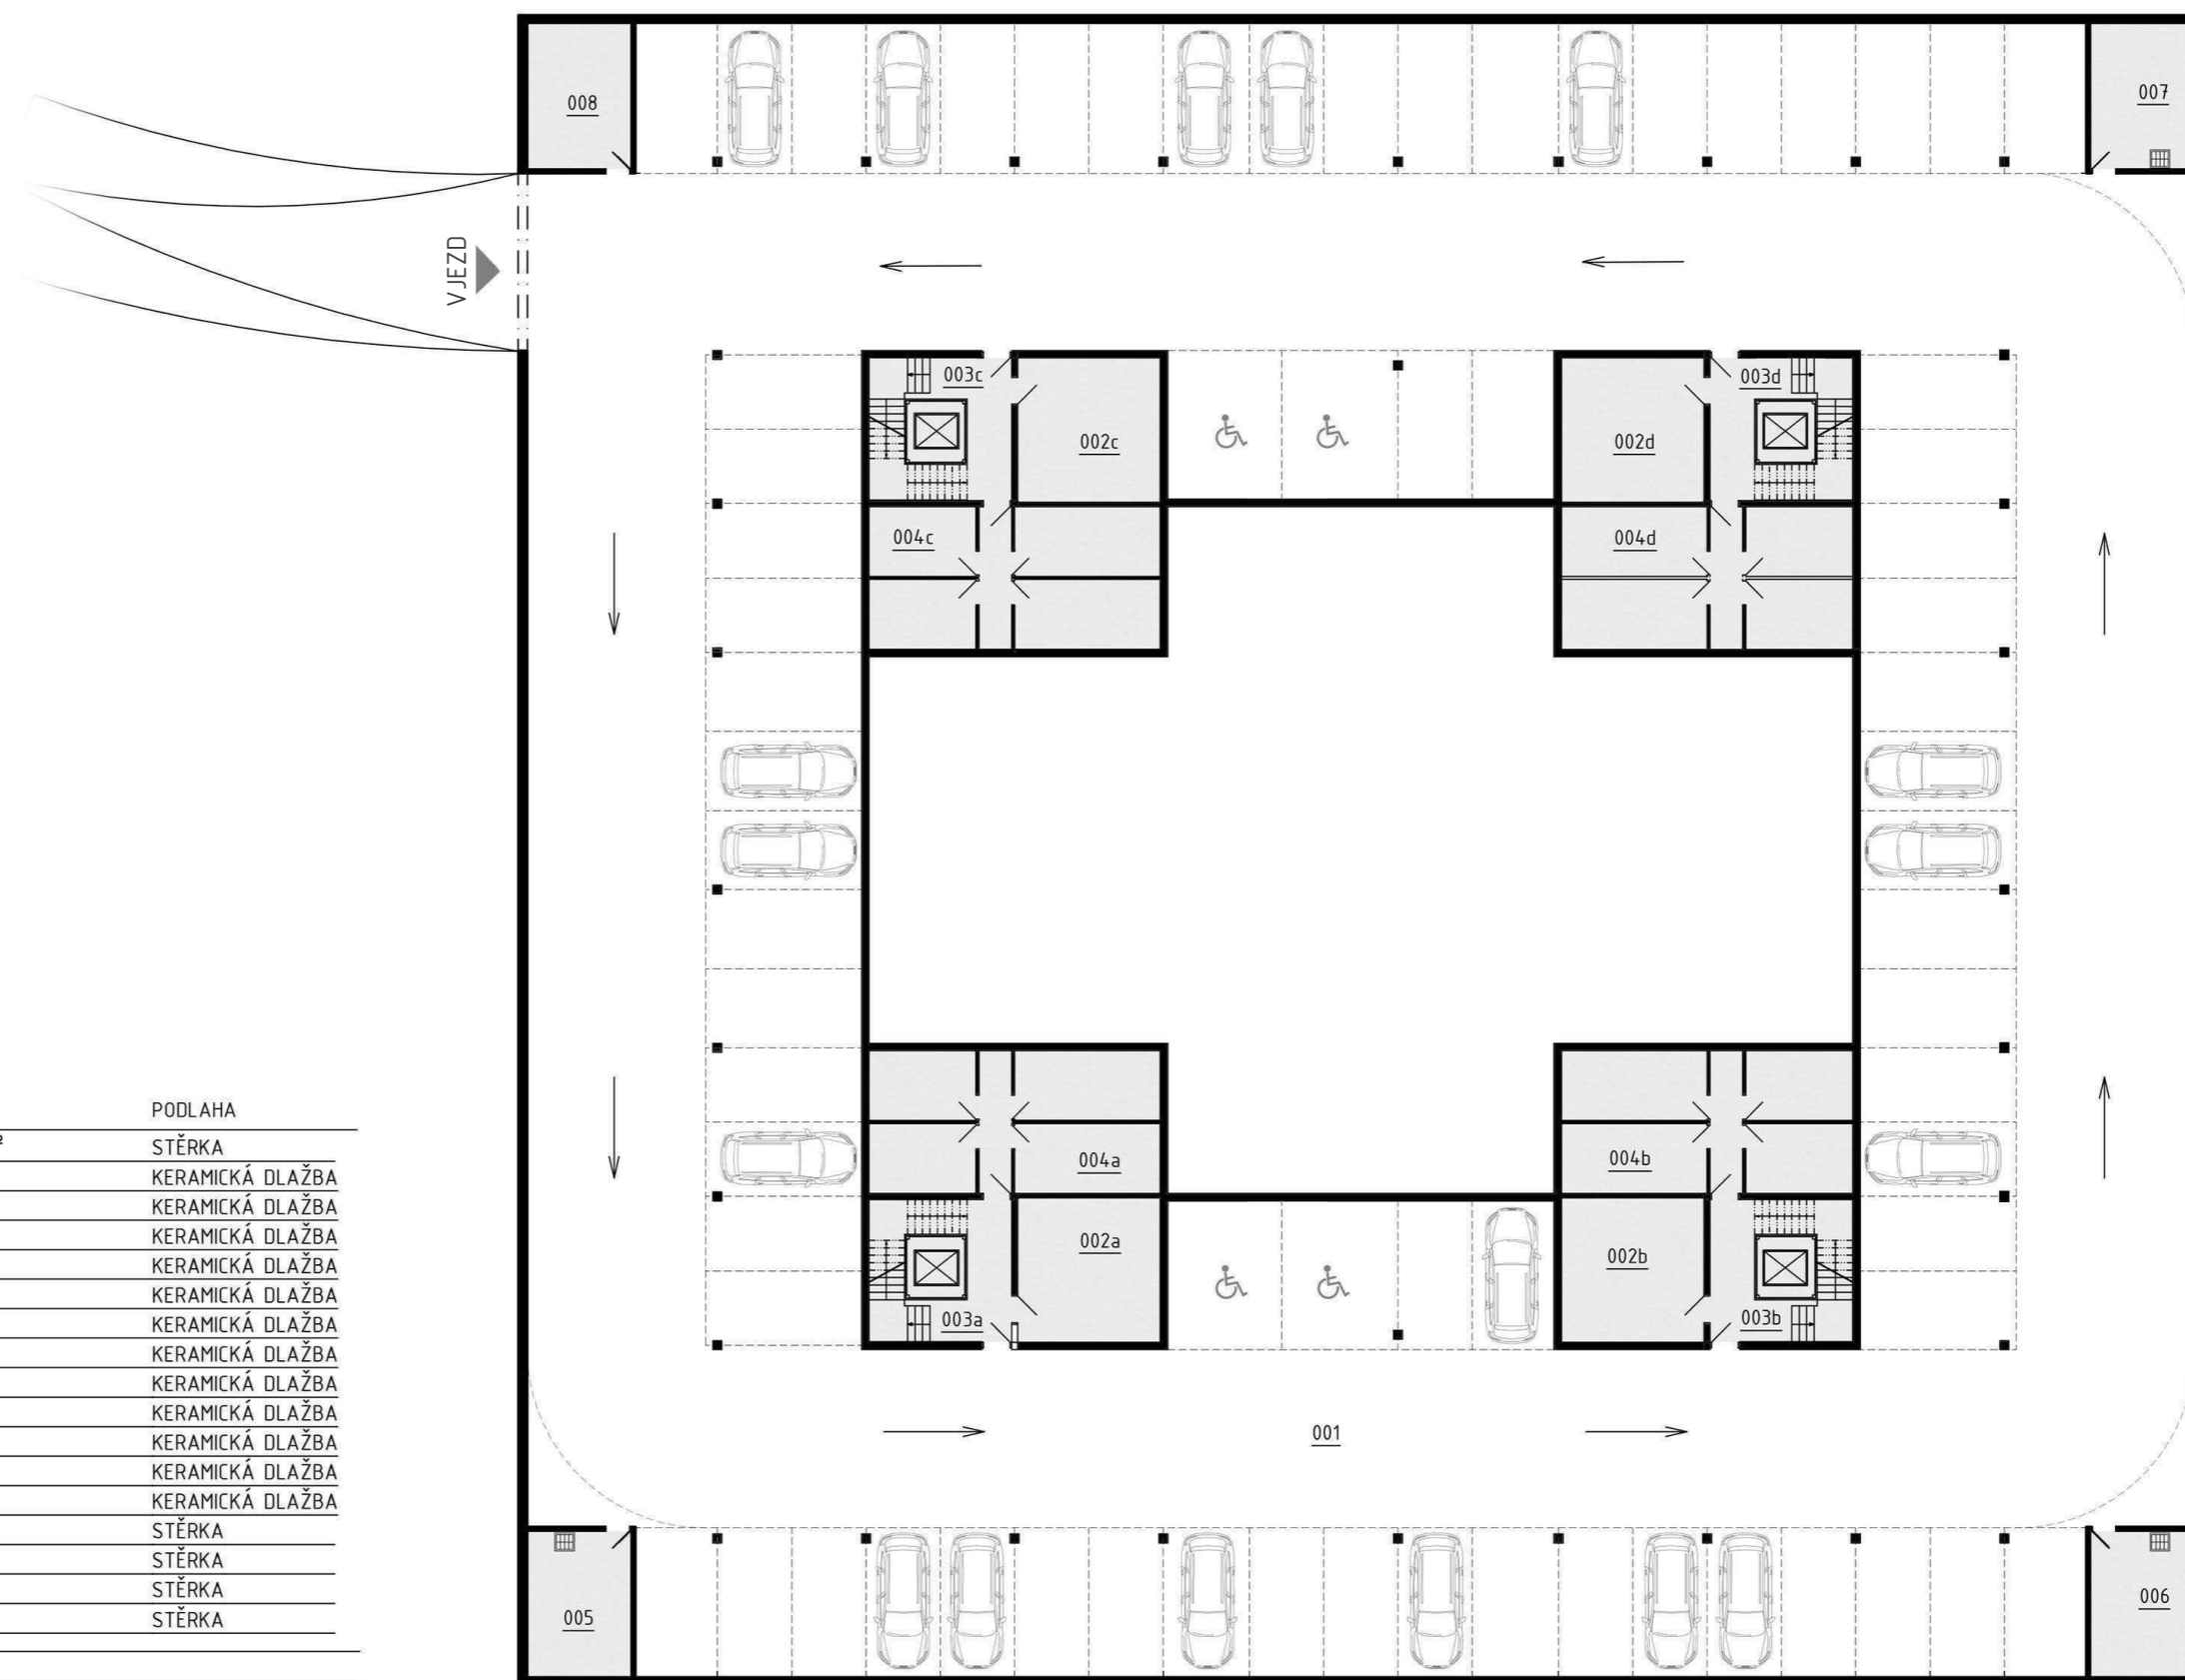 008
007
VJEZD
003c
003d
002c
002d
004c
004d
PODLAHA
2
STĚRKA
KERAMICKÁ DLAŽBA
KERAMICKÁ DLAŽBA
KERAMICKÁ DLAŽBA
KERAMICKÁ DLAŽBA
KERAMICKÁ DLAŽBA
KERAMICKÁ DLAŽBA
KERAMICKÁ DLAŽBA
KERAMICKÁ DLAŽBA
KERAMICKÁ DLAŽBA
KERAMICKÁ DLAŽBA
KERAMICKÁ DLAŽBA
KERAMICKÁ DLAŽBA
STĚRKA
STĚRKA
STĚRKA
STĚRKA
004a
004b
002a
002b
003a
003b
001
005
006